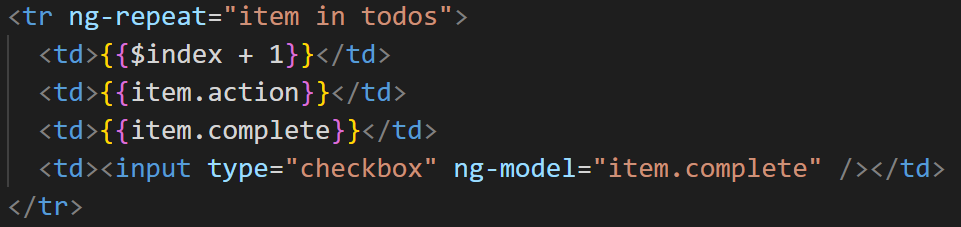 <tr ng-repeat="item in todos">
  <td>{{$index + 1}}</td>
  <td>{{item.action}}</td>
  <td>{{item.complete}}</td>
  <td><input type="checkbox" ng-model="item.complete" /></td>
</tr>